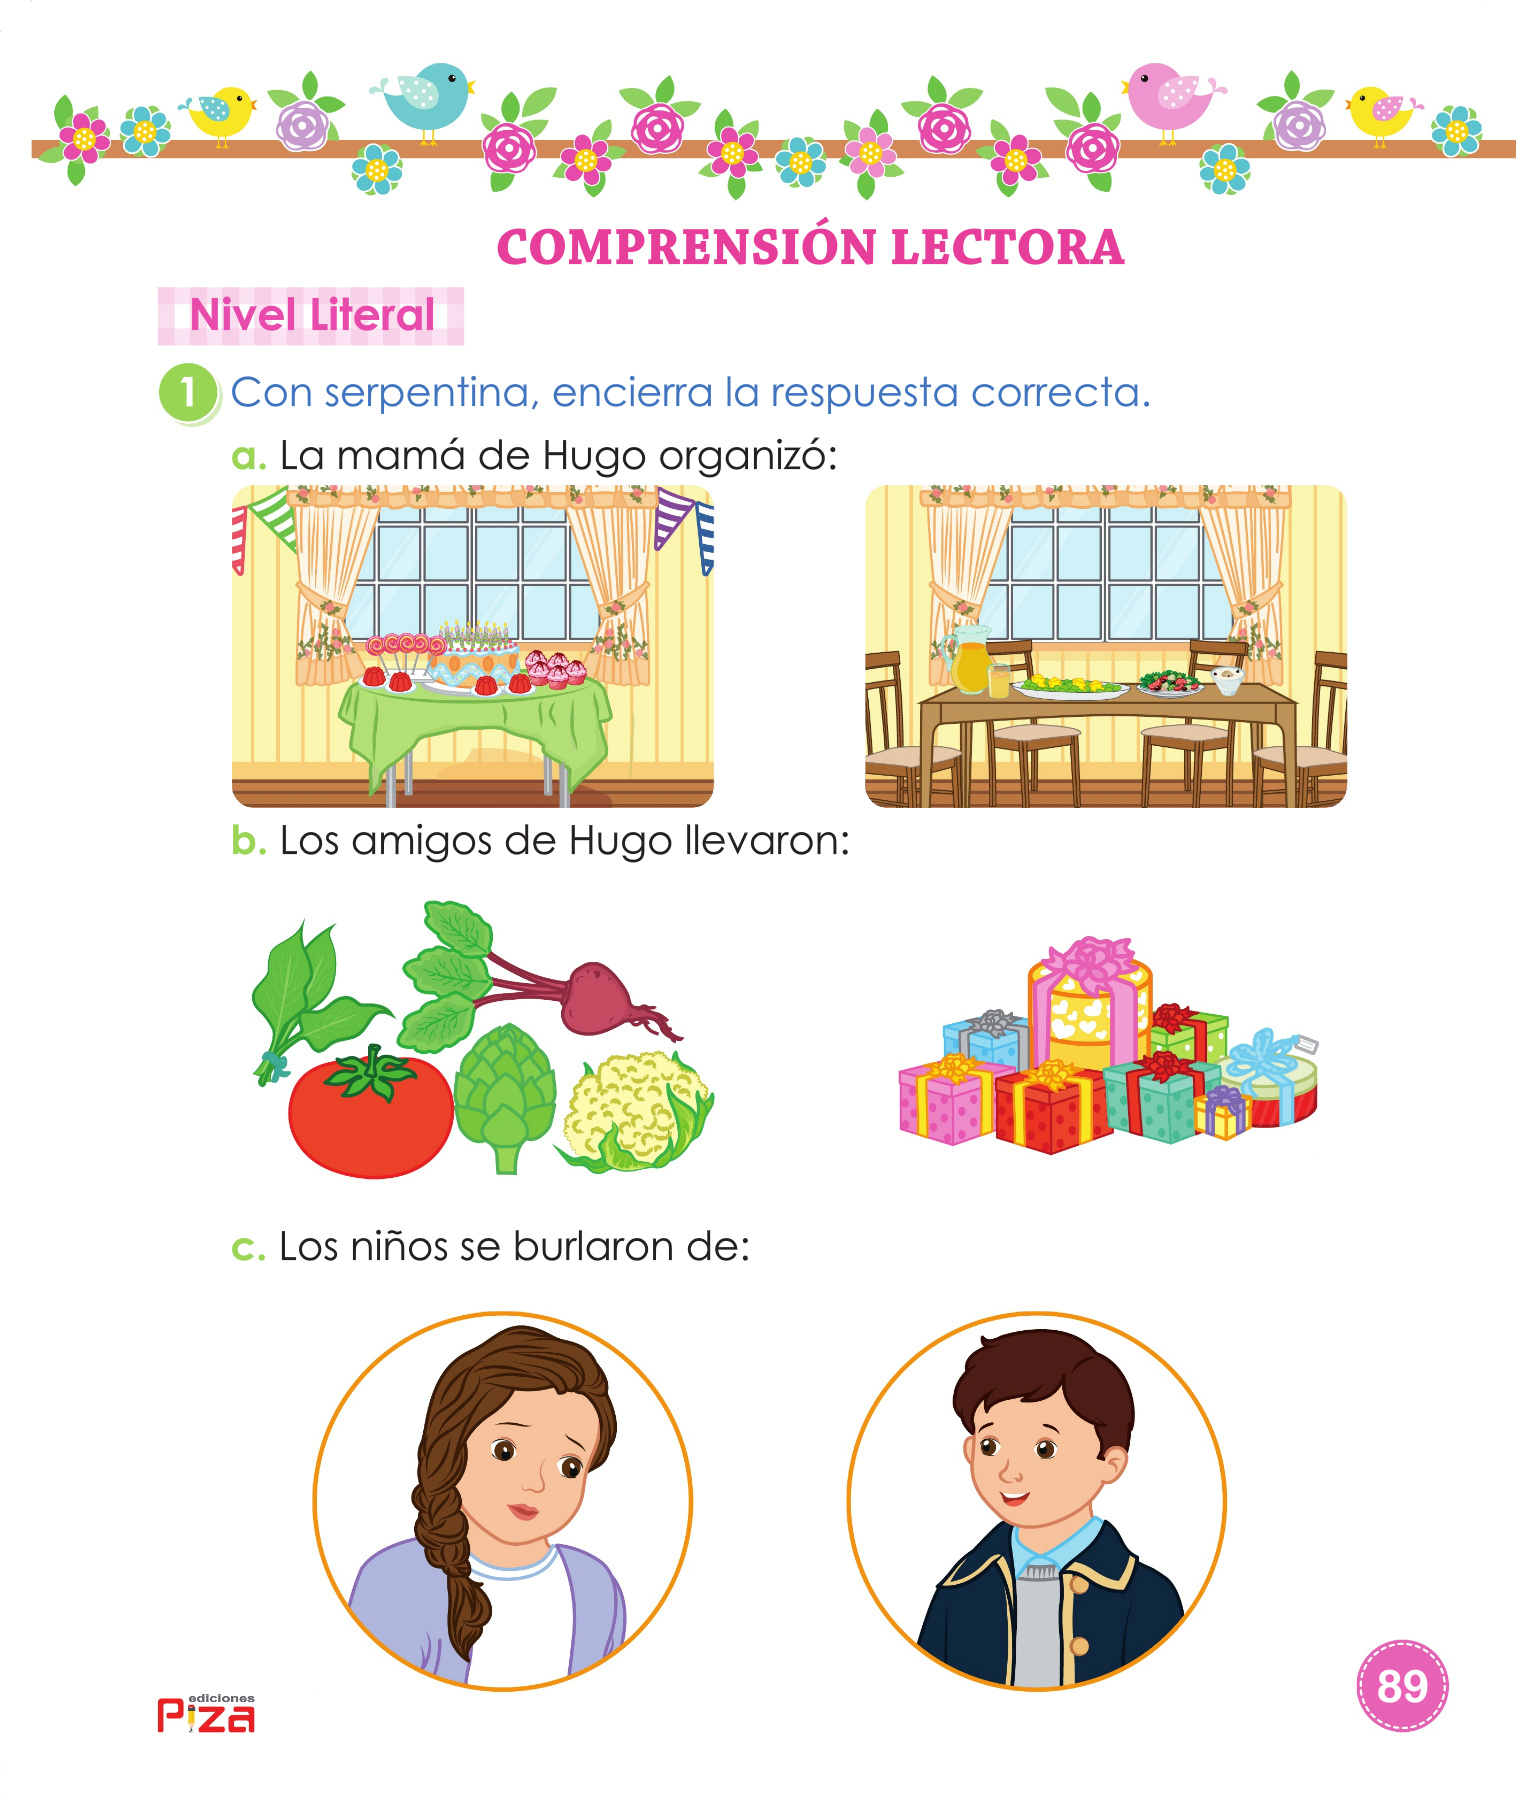 COMPRENSIÓN LECTORA
Nivel Literal
1 Con serpentina, encierra la respuesta correcta.
a. La mamá de Hugo organizó:
b. Los amigos de Hugo llevaron:
c. Los niños se burlaron de:
ediciones
Piza
89